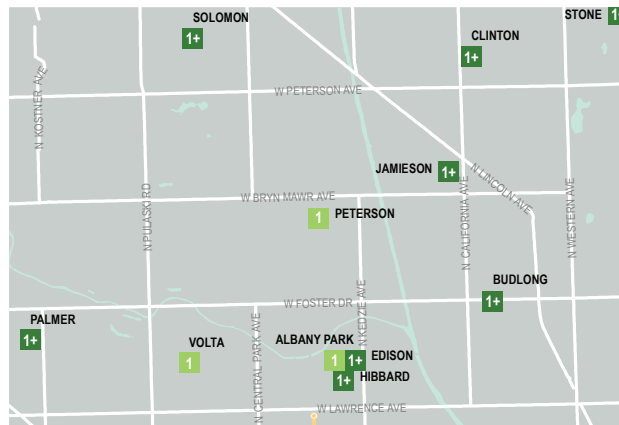 SOLOMON
1+
STONE
1+
CLINTON
1+
N KOSTNER AVE
W PETERSON AVE
JAMIESON
1+
N LINCOLN AVE
W BRYN MAWR AVE
N PULASKI RD
1
PETERSON
N CALIFORNIA AVE
N WESTERN AVE
BUDLONG
1+
W FOSTER DR
N KEDZIE AVE
PALMER
1+
VOLTA
1
N CENTRAL PARK AVE
ALBANY PARK
1
1+
EDISON
1+
HIBBARD
W LAWRENCE AVE